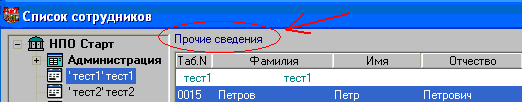 Список сотрудников
НПО Старт
Администрация
'тест1'тест1
'тест2'тест2
Прочие сведения
Таб.N Фамилия Имя Отчество
тест1 тест1
0015 Петров Петр Петрович